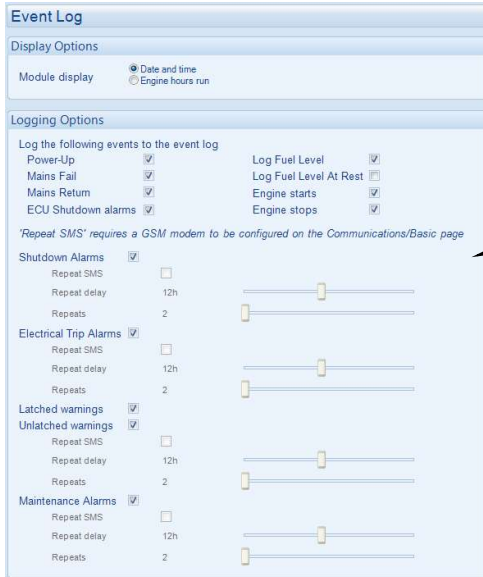 Event Log
Display Options
Module display
Date and time
Engine hours run
Logging Options
Log the following events to the event log
Power-Up
Log Fuel Level
Mains Fail
Log Fuel Level At Rest
Mains Return
Engine starts
ECU Shutdown alarms
Engine stops
'Repeat SMS' requires a GSM modem to be configured on the Communications/Basic page
Shutdown Alarms
Repeat SMS
Repeat delay 12h
Repeats 2
Electrical Trip Alarms
Repeat SMS
Repeat delay 12h
Repeats 2
Latched warnings
Unlatched warnings
Repeat SMS
Repeat delay 12h
Repeats 2
Maintenance Alarms
Repeat SMS
Repeat delay 12h
Repeats 2